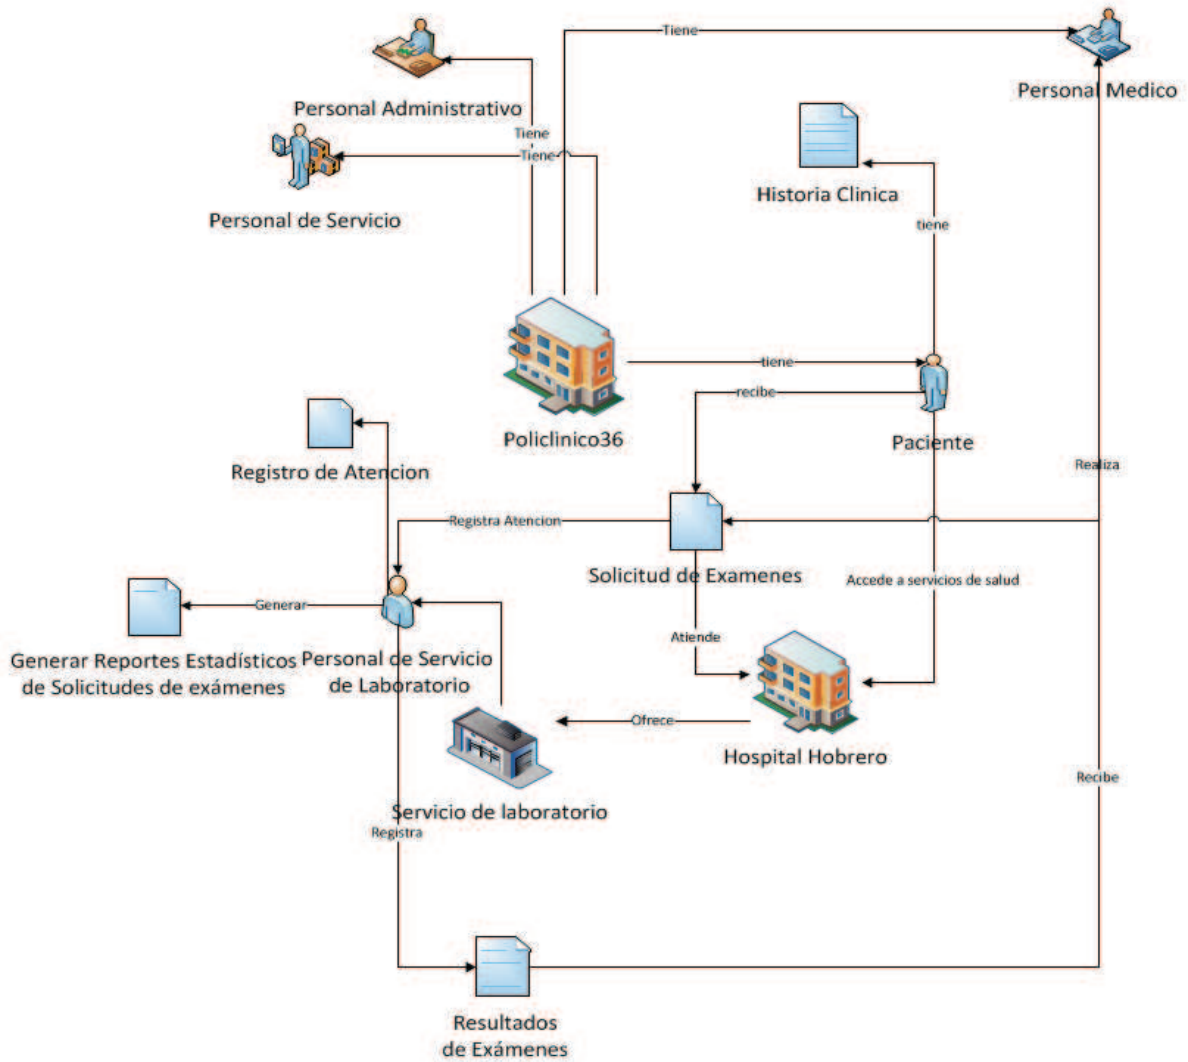 Tiene
Personal Medico
Personal Administrativo
Tiene
Tiene
Personal de Servicio
Historia Clinica
tiene
tiene
recibe
Policlinico36
Paciente
Registro de Atencion
Realiza
Registra Atencion
Solicitud de Examenes
Accede a servicios de salud
Generar
Atiende
Generar Reportes Estadísticos
de Solicitudes de exámenes
Personal de Servicio
de Laboratorio
Ofrece
Hospital Hobrero
Recibe
Servicio de laboratorio
Registra
Resultados
de Exámenes